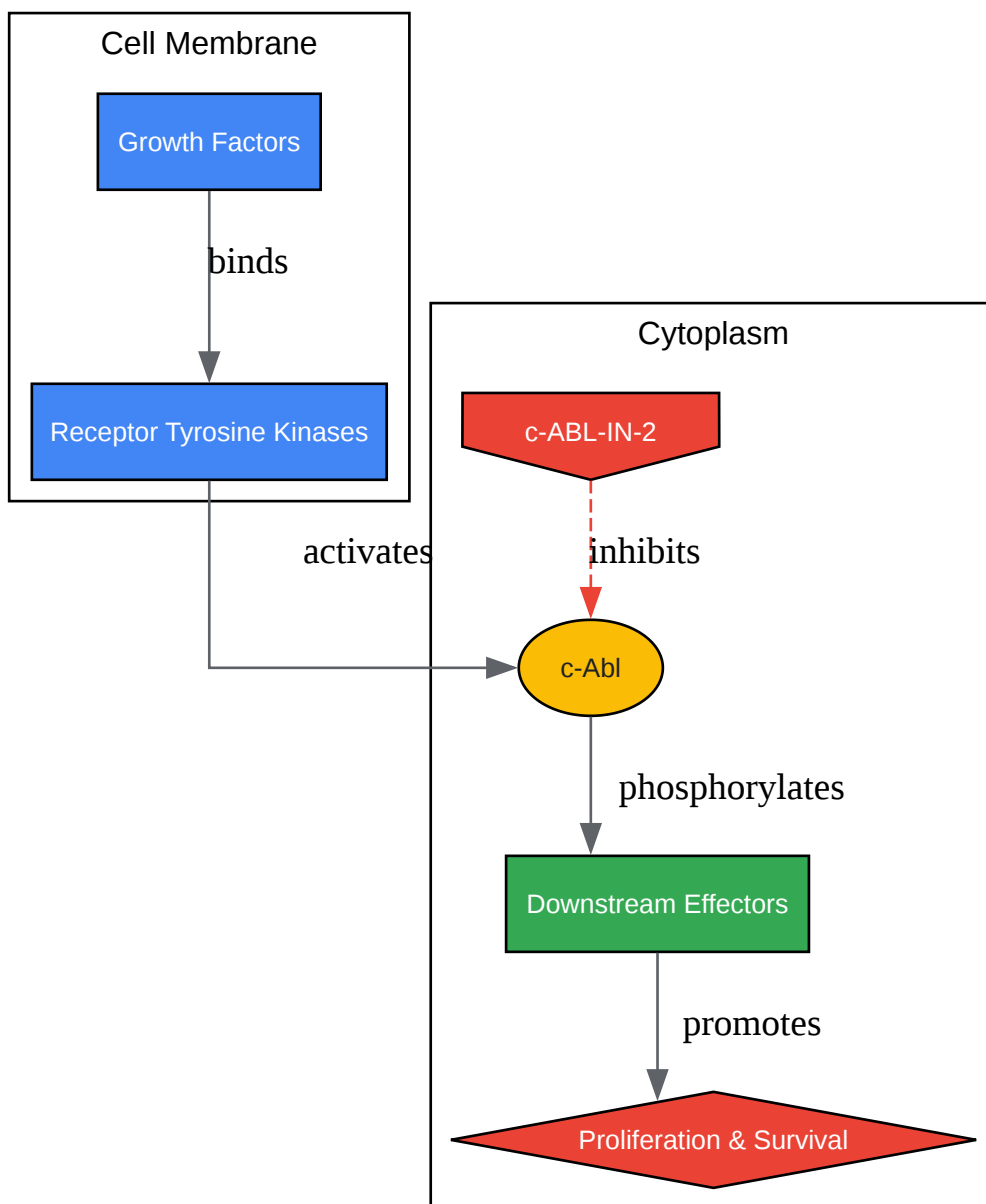 Cell Membrane
Growth Factors
binds
Receptor Tyrosine Kinases
activates
Cytoplasm
c-ABL-IN-2
inhibits
c-Abl
phosphorylates
Downstream Effectors
promotes
Proliferation & Survival